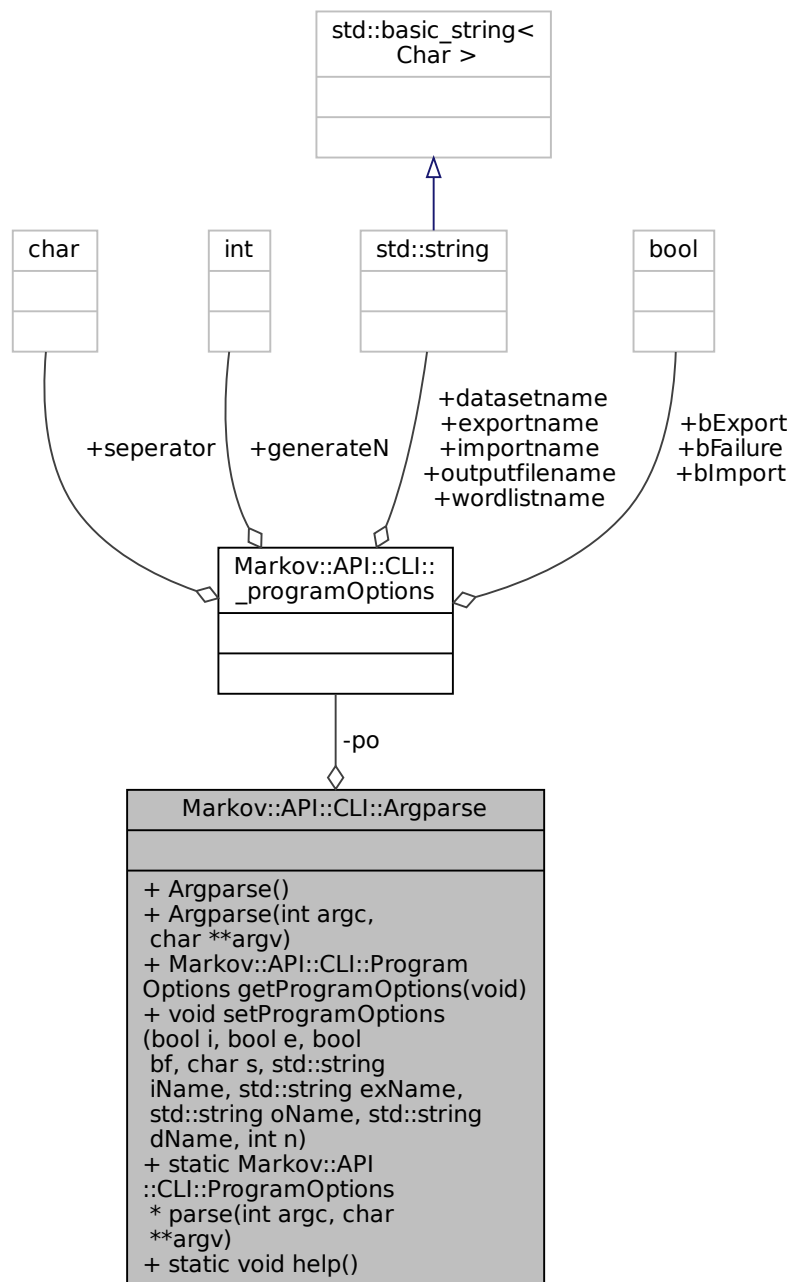 std::basic_string<
Char >
char
int
std::string
bool
+seperator
+generateN
+datasetname
+exportname
+importname
+outputfilename
+wordlistname
+bExport
+bFailure
+bImport
Markov::API::CLI::
_programOptions
-po
Markov::API::CLI::Argparse
+ Argparse()
+ Argparse(int argc,
char **argv)
+ Markov::API::CLI::Program
Options getProgramOptions(void)
+ void setProgramOptions
(bool i, bool e, bool
bf, char s, std::string
iName, std::string exName,
std::string oName, std::string
dName, int n)
+ static Markov::API
::CLI::ProgramOptions
* parse(int argc, char
**argv)
+ static void help()